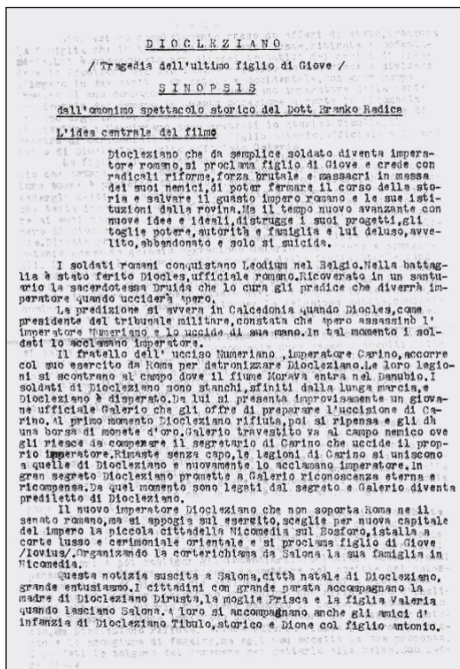 DIOCLEZIANO
/ Tragedia dell'ultimo figlio di Giove /
SINOPSIS
dall'omonimo spettacolo storico del Dott Branko Radica
L'idea centrale del filme
Diocleziano che da semplice soldato diventa impera-
tore romano, si proclama figlio di Giove e crede con
radicali riforme, forza brutale e massacri in massa
dei suoi nemici, di poter fermare il corso della sto-
ria e salvare il guasto impero romano e le sue isti-
tuzioni dalla rovina. Ma il tempo nuovo avanzante con
nuove idee e ideali, distrugge i suoi progetti, gli
toglie potere, autorità e famiglia e lui deluso, avve-
lito, abbandonato e solo si suicida.
I soldati romani conquistano Leodium nel Belgio. Nella battag-
lia è stato ferito Diocles, ufficiale romano. Ricoverato in un santu-
ario la sacerdotessa Druida che lo cura gli predice che diverrà im-
peratore quando ucciderà Apero.
La predizione si avvera in Calcedonia quando Diocles, come
presidente del tribunale militare, constata che Apero assassinò l'
imperatore Numeriano e lo uccide di sua mano. In tal momento i sol-
dati lo acclamano imperatore.
Il fratello dell' ucciso Numeriano, imperatore Carino, accorre
col suo esercito da Roma per detronizzare Diocleziano. Le loro legio-
ni si scontrano al campo dove il fiume Morava entra nel Danubio. I
soldati di Diocleziano sono stanchi, sfiniti dalla lunga marcia, e
Diocleziano è disperato. Da lui si presenta improvvisamente un giova-
ne ufficiale Galerio che gli offre di preparare l'uccisione di Ca-
rino. Al primo momento Diocleziano rifiuta, poi si ripensa e gli dà
una borsa di monete d'oro. Galerio travestito va al campo nemico ove
gli riesce a comperare il segretario di Carino che uccide il prop-
rio imperatore. Rimaste senza capo, le legioni di Carino si uniscono
a quelle di Diocleziano e nuovamente lo acclamano imperatore. In
gran segreto Diocleziano promette a Galerio riconoscenza eterna e
ricompensa. Da quel momento sono legati dal segreto e Galerio diventa
prediletto di Diocleziano.
Il nuovo imperatore Diocleziano che non soporta Roma ne il
senato romano, ma si appogia sul esercito, sceglie per nuova capitale
del impero la piccola cittadella Nicomedia sul Bosforo, istalla a
corte lusso e cerimoniale orientale e si proclama figlio di Giove
/Iovius/. Organizando la corte richiama da Salona la sua famiglia in
Nicomedia.
Questa notizia suscita a Salona, città natale di Diocleziano,
grande entusiasmo. I cittadini con grande parata accompagnano la
madre di Diocleziano Dirusta, la moglie Prisca e la figlia Valeria
quando lasciano Salona. A loro si accompagnano anche gli amici d'
infanzia di Diocleziano Tibulo, storico e Dione col figlio antonio.